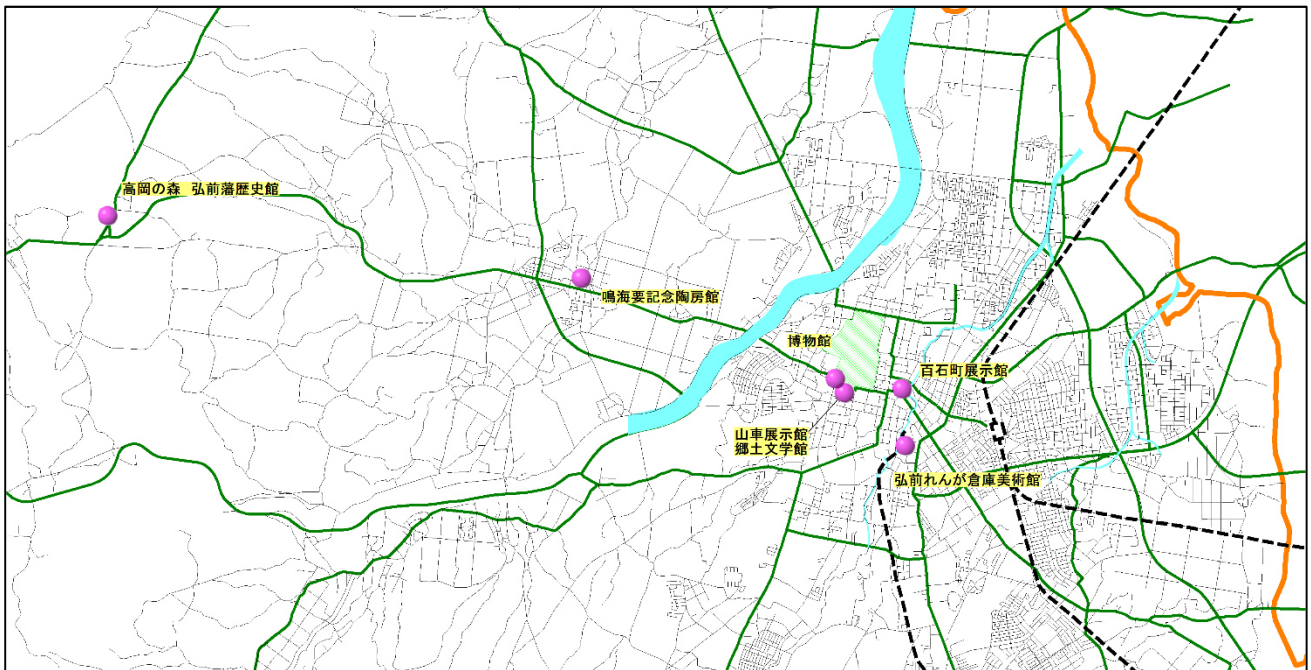 高岡の森 弘前藩歴史館
鳴海要記念陶房館
博物館
百石町展示館
山車展示館
郷土文学館
弘前れんが倉庫美術館